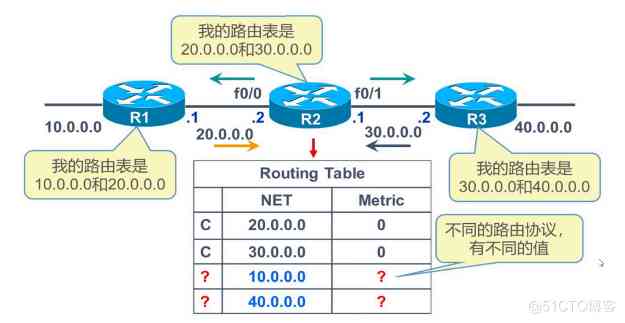 我的路由表是
20.0.0.0和30.0.0.0
f0/0
f0/1
R1
R2
R3
10.0.0.0
.1
20.0.0.0
.2
.1
30.0.0.0
.2
40.0.0.0
我的路由表是
10.0.0.0和20.0.0.0
我的路由表是
30.0.0.0和40.0.0.0
Routing Table
NET Metric
C 20.0.0.0 0
C 30.0.0.0 0
? 10.0.0.0 ?
? 40.0.0.0 ?
不同的路由协议，
有不同的值
@51CTO博客